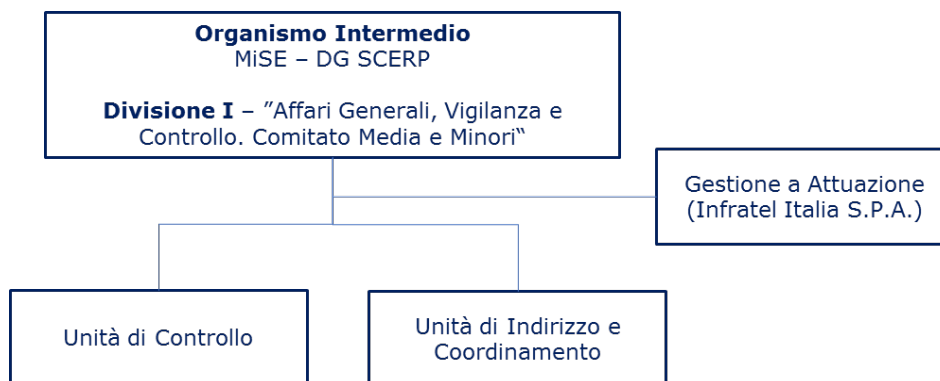 Organismo Intermedio
MiSE – DG SCERP
Divisione I – ”Affari Generali, Vigilanza e
Controllo. Comitato Media e Minori“
Gestione a Attuazione
(Infratel Italia S.P.A.)
Unità di Controllo
Unità di Indirizzo e
Coordinamento